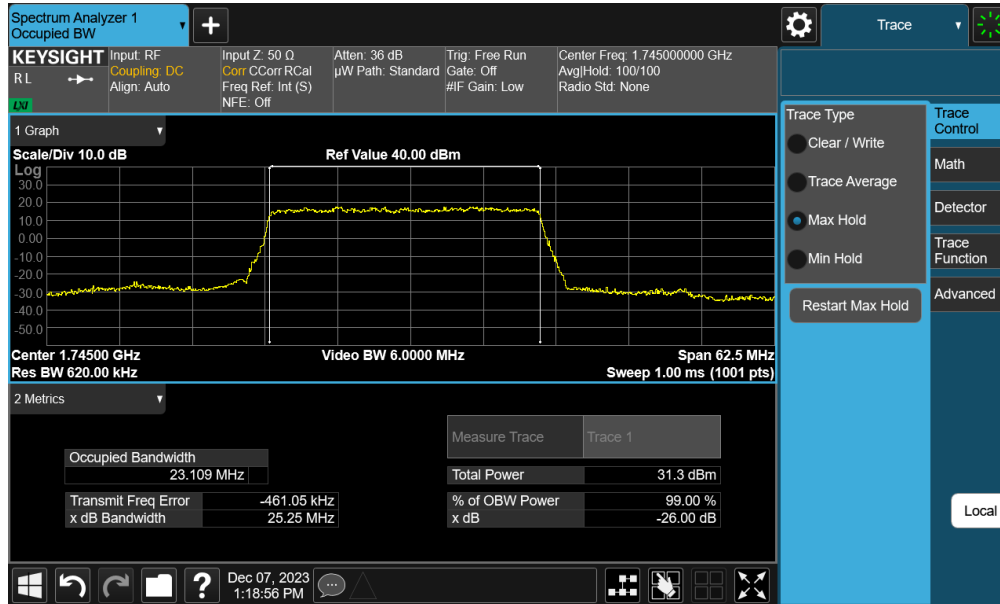 Spectrum Analyzer 1
Occupied BW
+
Trace
KEYSIGHT
R L
LXI
Input: RF
Coupling: DC
Align: Auto
Input Z: 50 Ω
Corr CCorr RCal
Freq Ref: Int (S)
NFE: Off
Atten: 36 dB
µW Path: Standard
Trig: Free Run
Gate: Off
#IF Gain: Low
Center Freq: 1.745000000 GHz
Avg|Hold: 100/100
Radio Std: None
1 Graph
Scale/Div 10.0 dB
Ref Value 40.00 dBm
Log
30.0
20.0
10.0
0.00
-10.0
-20.0
-30.0
-40.0
-50.0
Center 1.74500 GHz
Video BW 6.0000 MHz
Span 62.5 MHz
Res BW 620.00 kHz
Sweep 1.00 ms (1001 pts)
2 Metrics
Measure Trace
Trace 1
Occupied Bandwidth
23.109 MHz
Total Power
31.3 dBm
Transmit Freq Error
-461.05 kHz
% of OBW Power
99.00 %
x dB Bandwidth
25.25 MHz
x dB
-26.00 dB
Trace Type
Clear / Write
Trace Average
Max Hold
Min Hold
Restart Max Hold
Trace
Control
Math
Detector
Trace
Function
Advanced
Local
?
Dec 07, 2023
1:18:56 PM